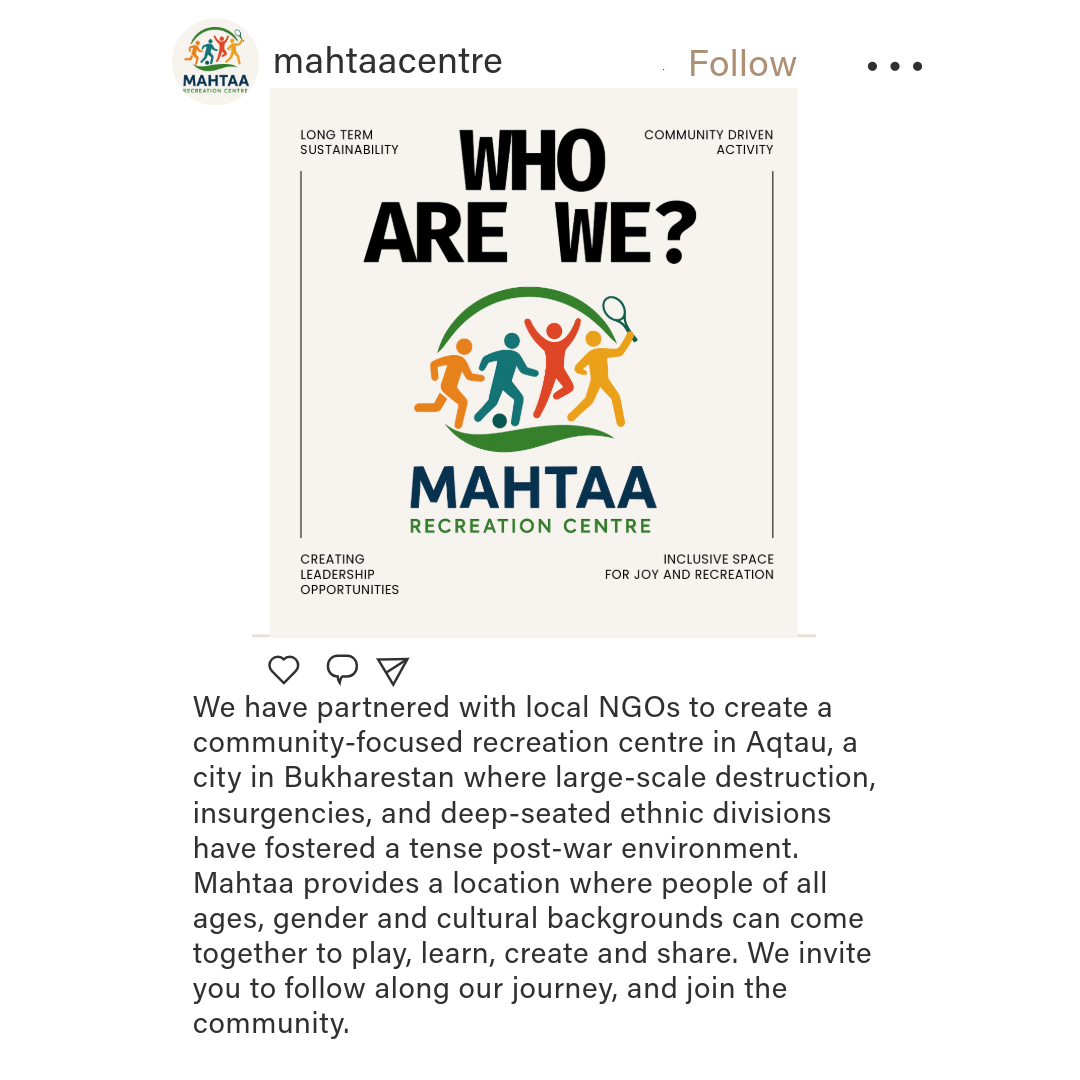 MAHTAA
RECREATION CENTRE
mahtaacentre
Follow
LONG TERM
SUSTAINABILITY
WHO
ARE WE?
COMMUNITY DRIVEN
ACTIVITY
MAHTAA
RECREATION CENTRE
CREATING
LEADERSHIP
OPPORTUNITIES
INCLUSIVE SPACE
FOR JOY AND RECREATION
We have partnered with local NGOs to create a
community-focused recreation centre in Aqtau, a
city in Bukharestan where large-scale destruction,
insurgencies, and deep-seated ethnic divisions
have fostered a tense post-war environment.
Mahtaa provides a location where people of all
ages, gender and cultural backgrounds can come
together to play, learn, create and share. We invite
you to follow along our journey, and join the
community.